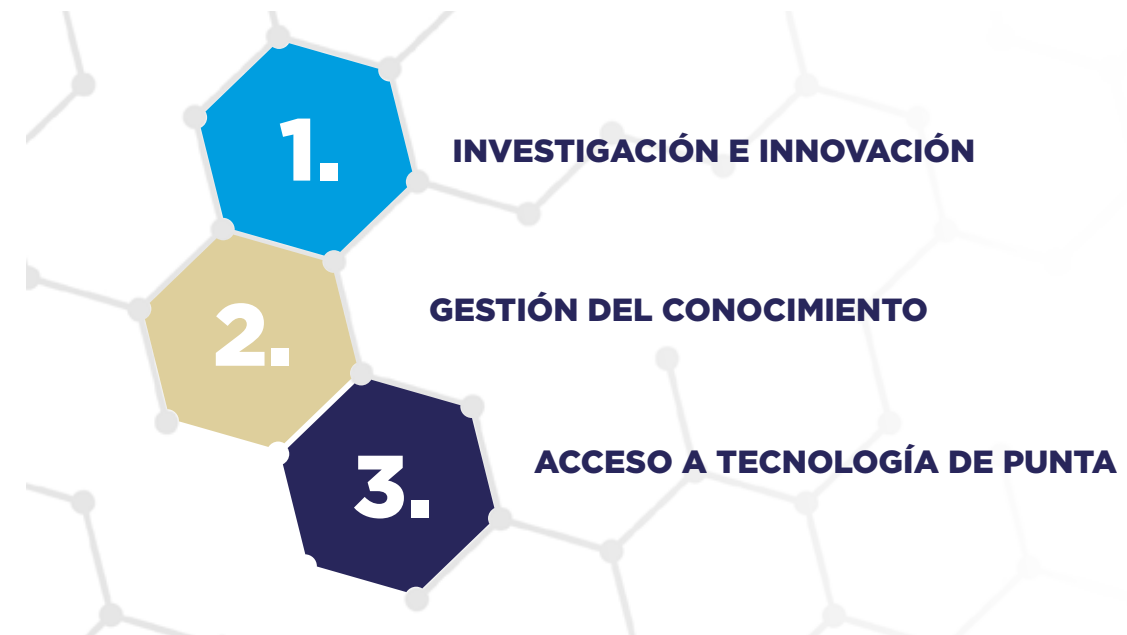 1.
INVESTIGACIÓN E INNOVACIÓN
2.
GESTIÓN DEL CONOCIMIENTO
3.
ACCESO A TECNOLOGÍA DE PUNTA